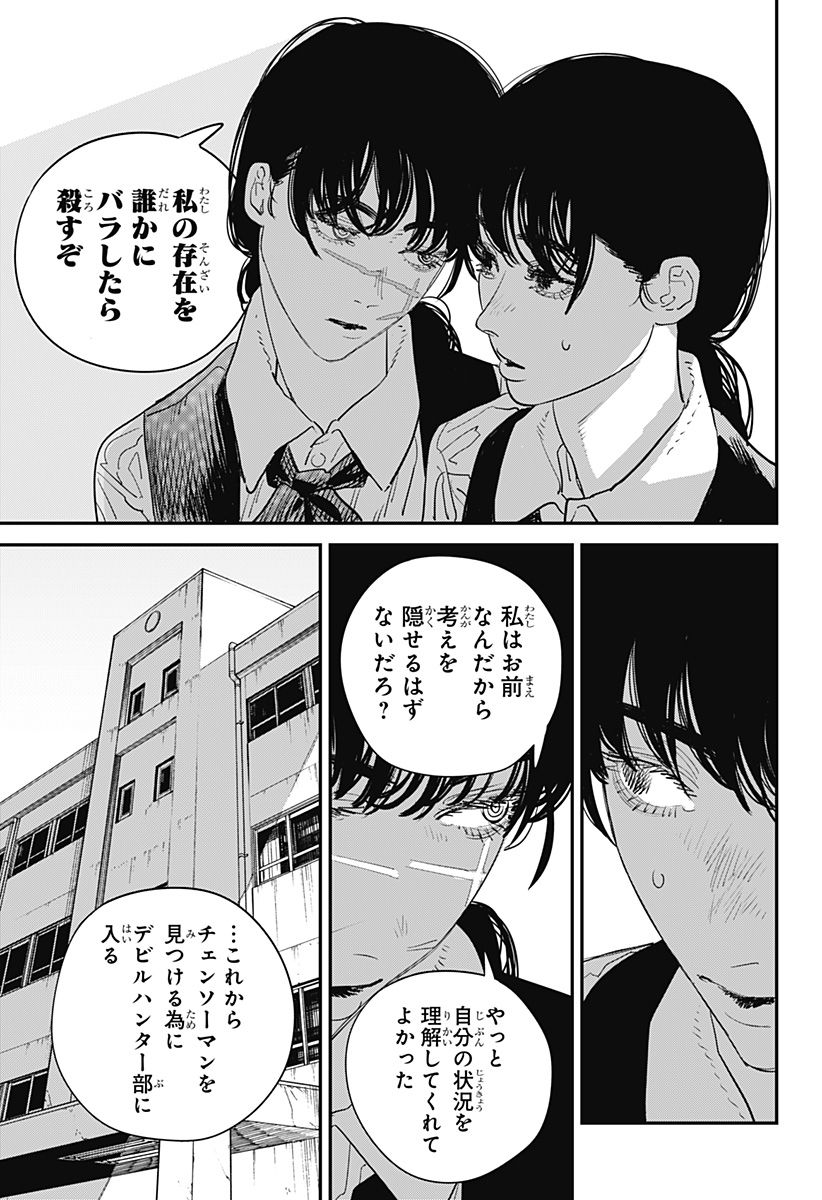 私の存在を
誰かに
バラしたら
殺すぞ
私はお前
なんだから
考えを
隠せるはず
ないだろ?
やっと
自分の状況を
理解してくれて
よかった
…これから
チェンソーマンを
見つける為に
デビルハンター部に
入る